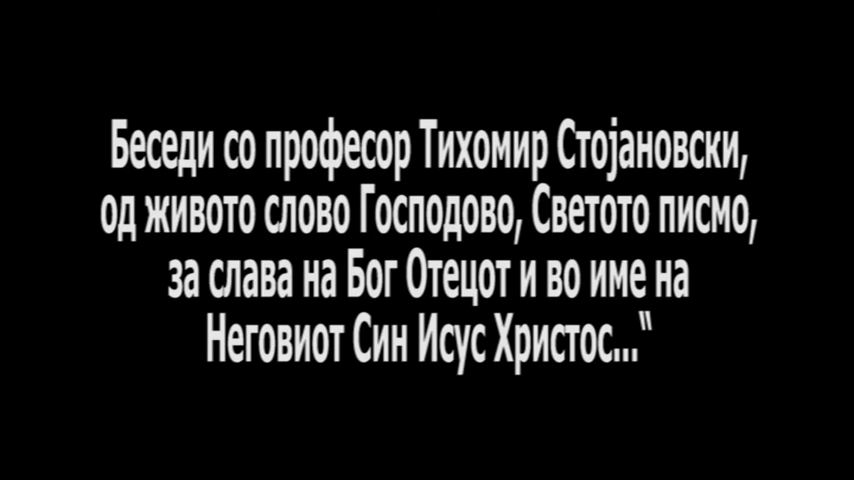 Беседи со професор Тихомир Стојановски,
од живото слово Господово, Светото писмо,
за слава на Бог Отецот и во име на
Неговиот Син Исус Христос...“